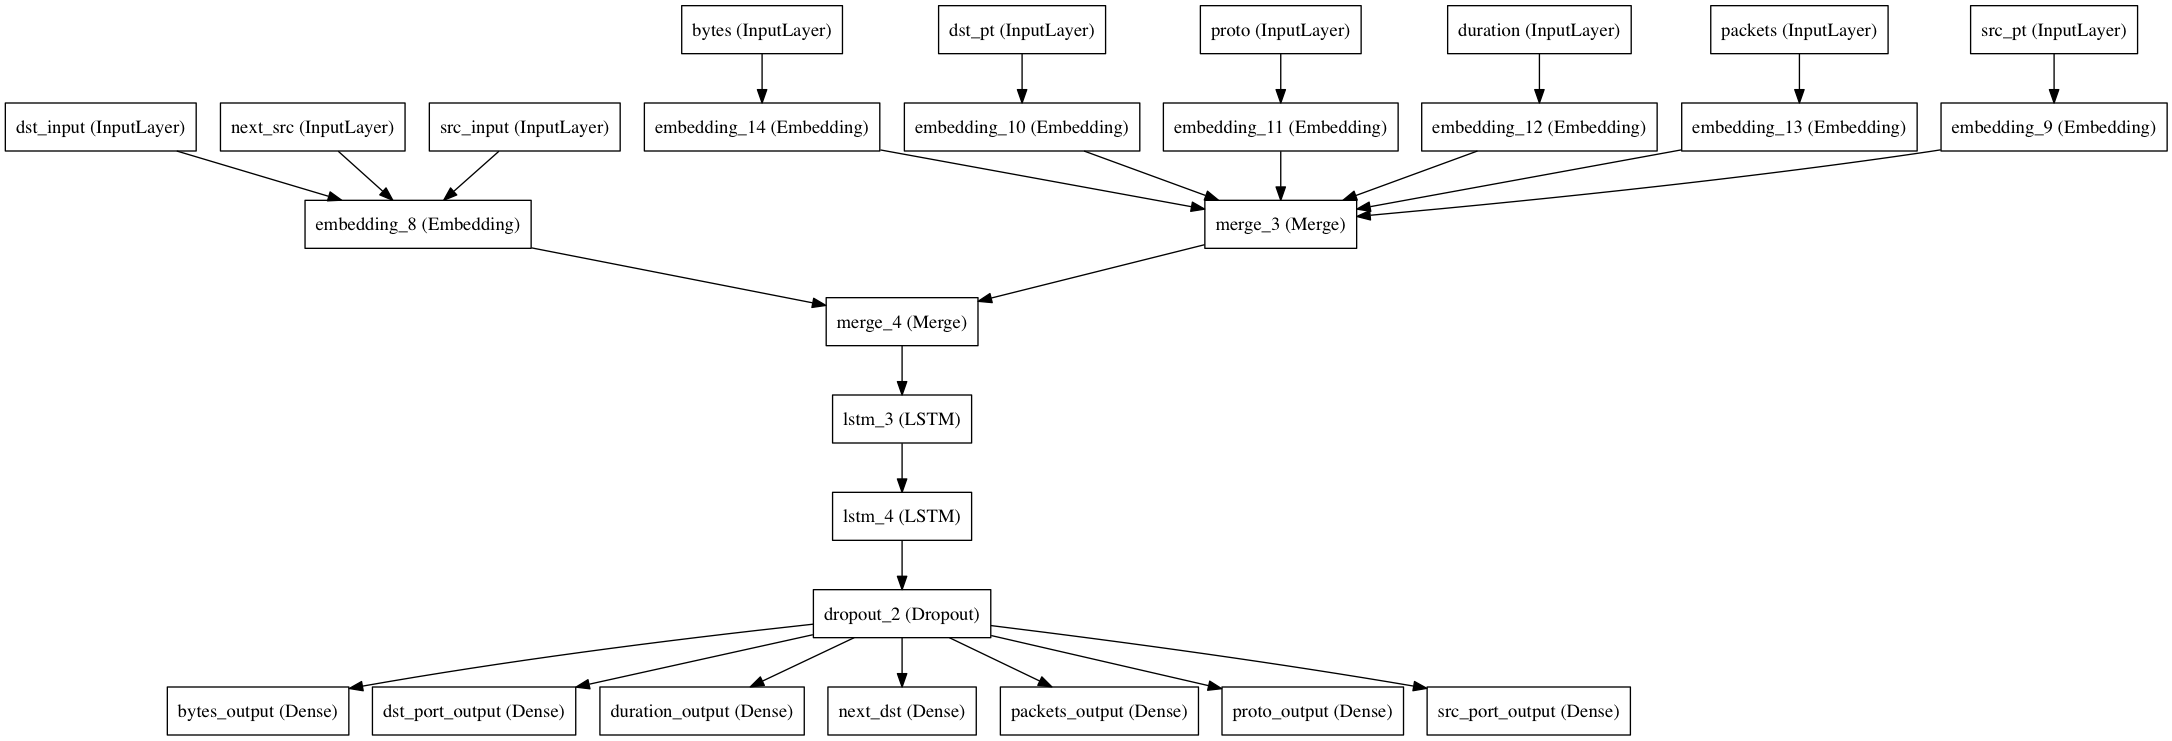 bytes (InputLayer)
dst_pt (InputLayer)
proto (InputLayer)
duration (InputLayer)
packets (InputLayer)
src_pt (InputLayer)
dst_input (InputLayer)
next_src (InputLayer)
src_input (InputLayer)
embedding_14 (Embedding)
embedding_10 (Embedding)
embedding_11 (Embedding)
embedding_12 (Embedding)
embedding_13 (Embedding)
embedding_9 (Embedding)
embedding_8 (Embedding)
merge_3 (Merge)
merge_4 (Merge)
lstm_3 (LSTM)
lstm_4 (LSTM)
dropout_2 (Dropout)
bytes_output (Dense)
dst_port_output (Dense)
duration_output (Dense)
next_dst (Dense)
packets_output (Dense)
proto_output (Dense)
src_port_output (Dense)